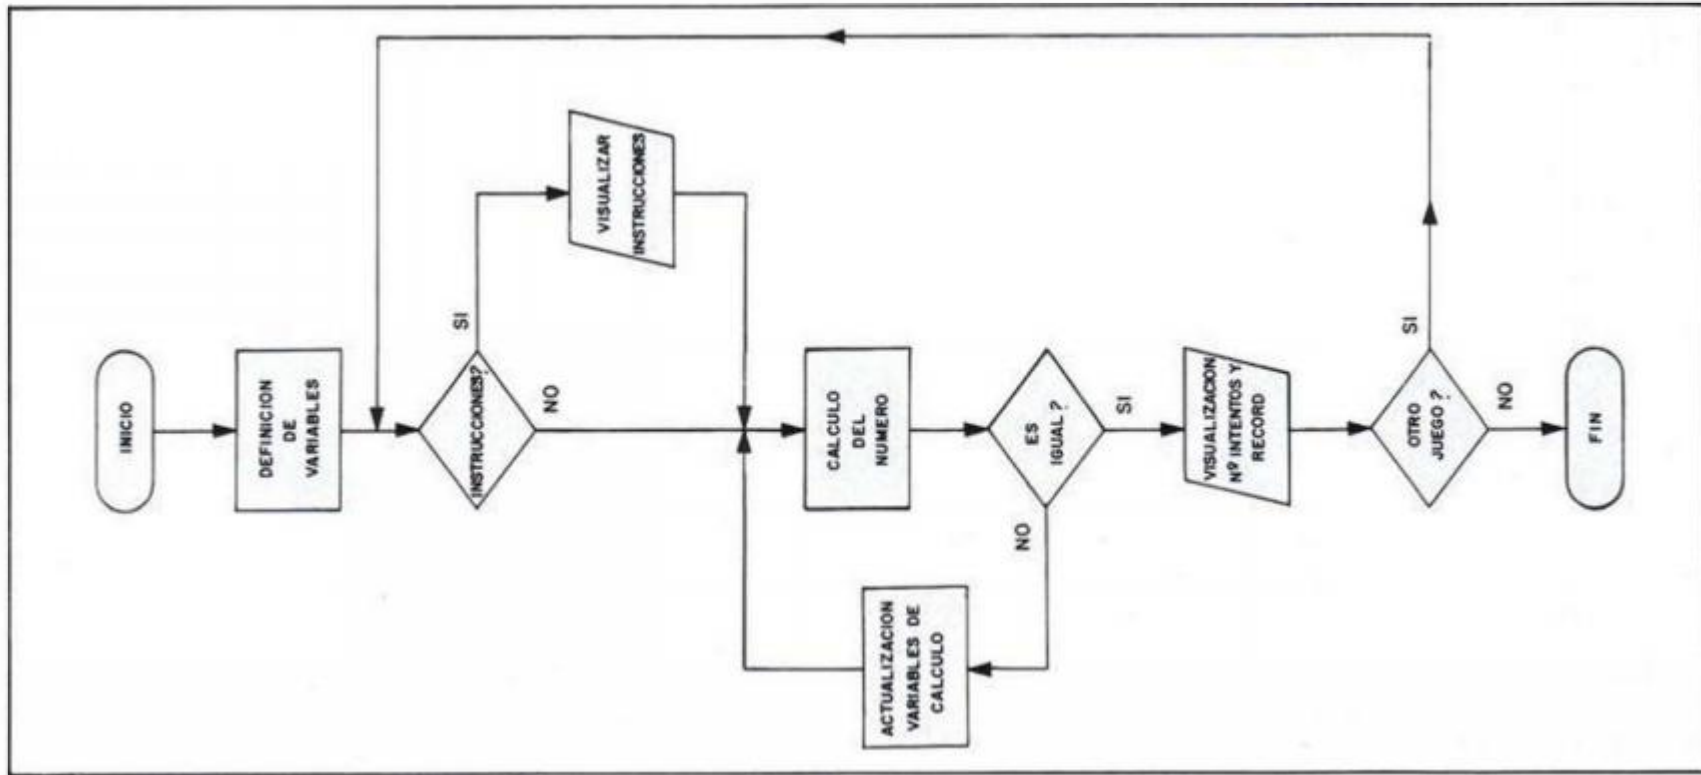 INICIO
DEFINICION
DE
VARIABLES
INSTRUCCIONES?
SI
NO
VISUALIZAR
INSTRUCCIONES
CALCULO
DEL
NUMERO
ES
IGUAL?
NO
SI
ACTUALIZACION
VARIABLES DE
CALCULO
VISUALIZACION
Nº INTENTOS Y
RECORD
OTRO
JUEGO?
SI
NO
FIN